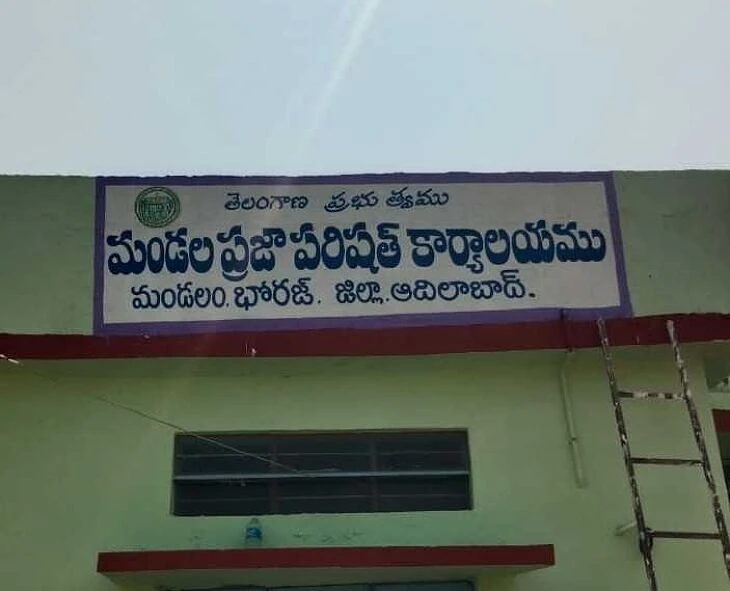 తెలంగాణ ప్రభుత్వము
మండల ప్రజా పరిషత్ కార్యాలయము
మండలం. భోరజ్. జిల్లా. ఆదిలాబాద్.